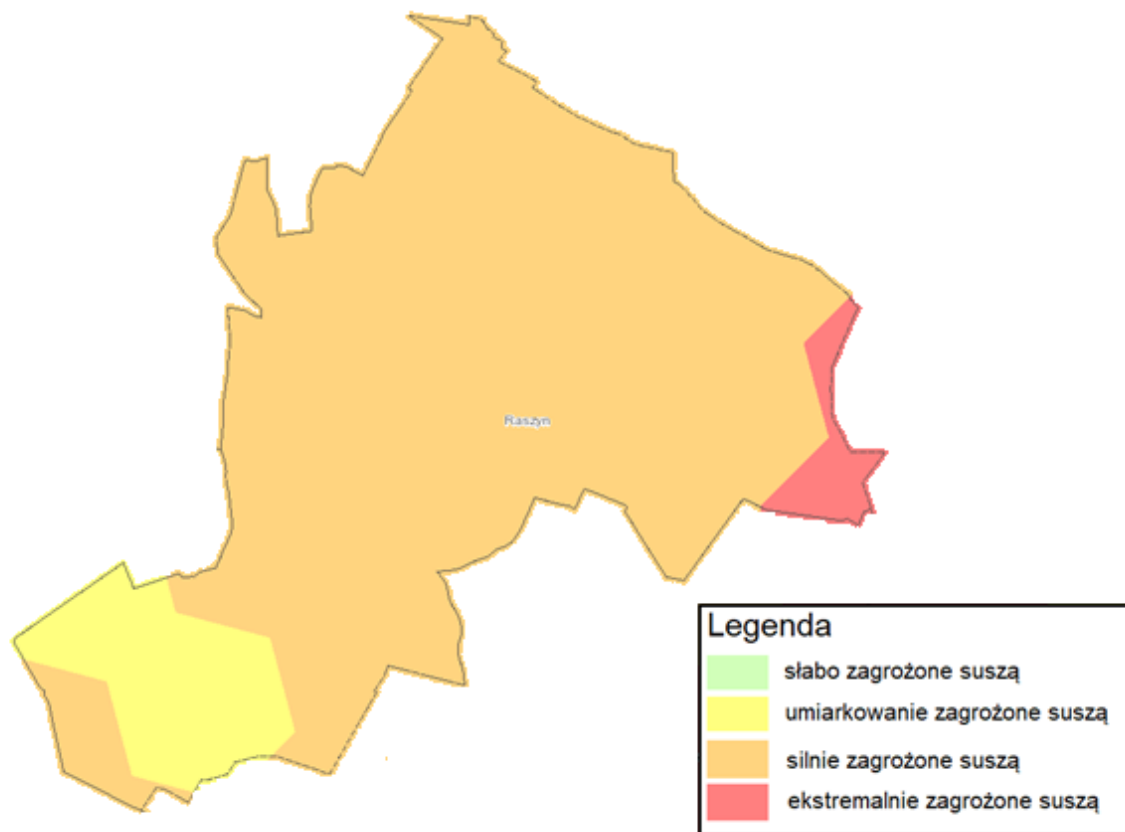 Raszyn
Legenda
słabo zagrożone suszą
umiarkowanie zagrożone suszą
silnie zagrożone suszą
ekstremalnie zagrożone suszą